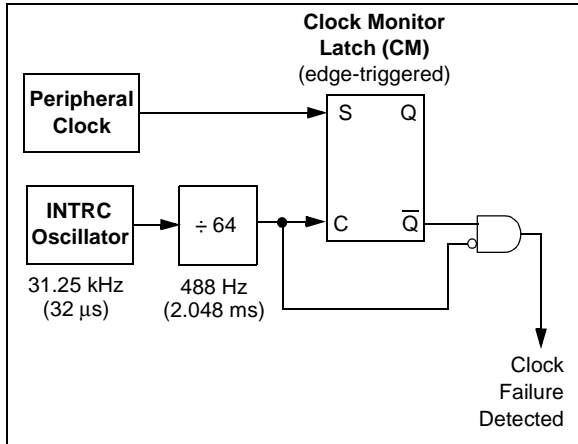 Clock Monitor
Latch (CM)
(edge-triggered)
Peripheral
Clock
S
Q
INTRC
Oscillator
÷ 64
C
Q̅
31.25 kHz
(32 μs)
488 Hz
(2.048 ms)
Clock
Failure
Detected